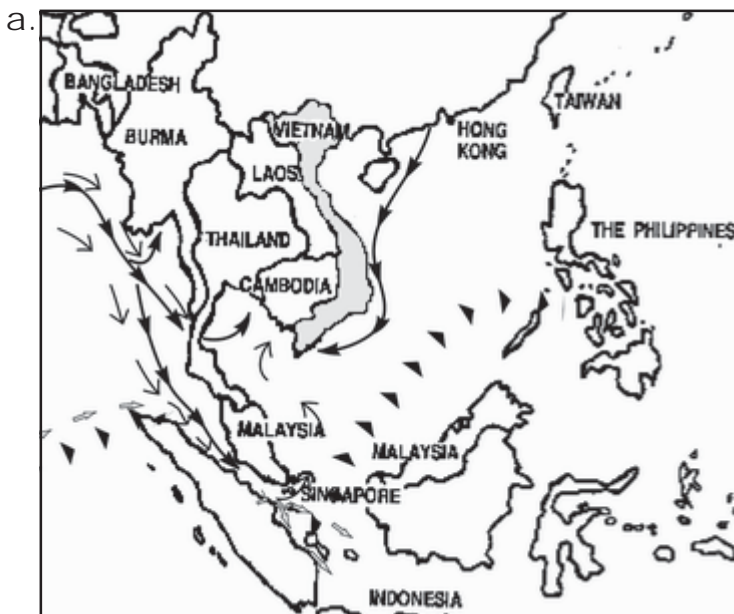 a.
BANGLADESH
BURMA
VIETNAM
LAOS
THAILAND
CAMBODIA
HONG
KONG
TAIWAN
THE PHILIPPINES
MALAYSIA
MALAYSIA
SINGAPORE
INDONESIA